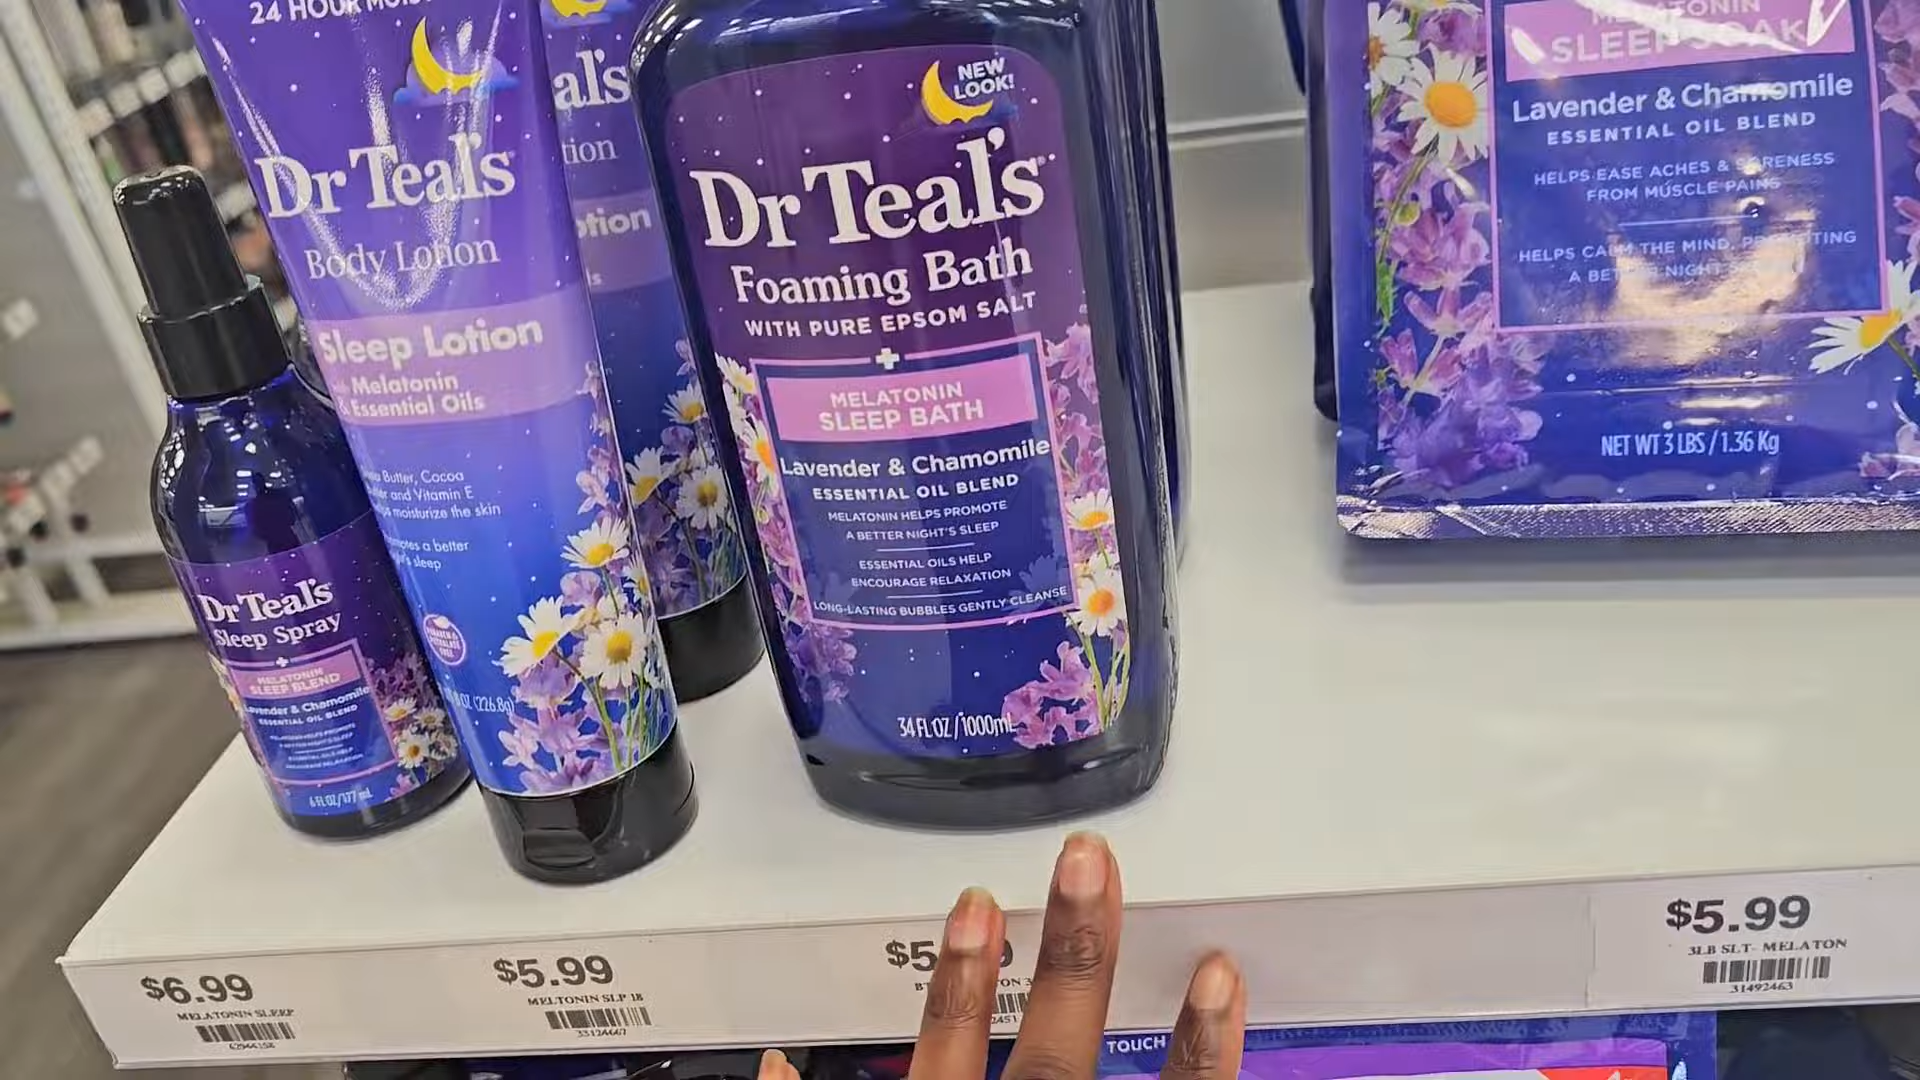 24 HOUR
Dr Teal's
Body Lotion
Sleep Lotion
Melatonin
& Essential Oils
Butter, Cocoa
and Vitamin E
moisturize the skin
a better
sleep
(226.8g)
al's
tion
otion
Dr Teal's
Sleep Spray
MELATONIN
SLEEP BLEND
Lavender & Chamomile
ESSENTIAL OIL BLEND
6 FL OZ/177 mL
NEW
LOOK!
Dr Teal's
Foaming Bath
WITH PURE EPSOM SALT
+
MELATONIN
SLEEP BATH
Lavender & Chamomile
ESSENTIAL OIL BLEND
MELATONIN HELPS PROMOTE
A BETTER NIGHT'S SLEEP
ESSENTIAL OILS HELP
ENCOURAGE RELAXATION
LONG-LASTING BUBBLES GENTLY CLEANSE
34 FL OZ / 1000mL
MELATONIN
SLEEP SOAK
Lavender & Chamomile
ESSENTIAL OIL BLEND
HELPS EASE ACHES & SORENESS
FROM MUSCLE PAINS
HELPS CALM THE MIND, PROMOTING
A BETTER NIGHT'S
NET WT 3 LBS / 1.36 Kg
$6.99
MELATONIN SLEEP
$5.99
MELTONIN SLP 18
33124667
$5.99
3LB SLT- MELATON
31492463
TOUCH